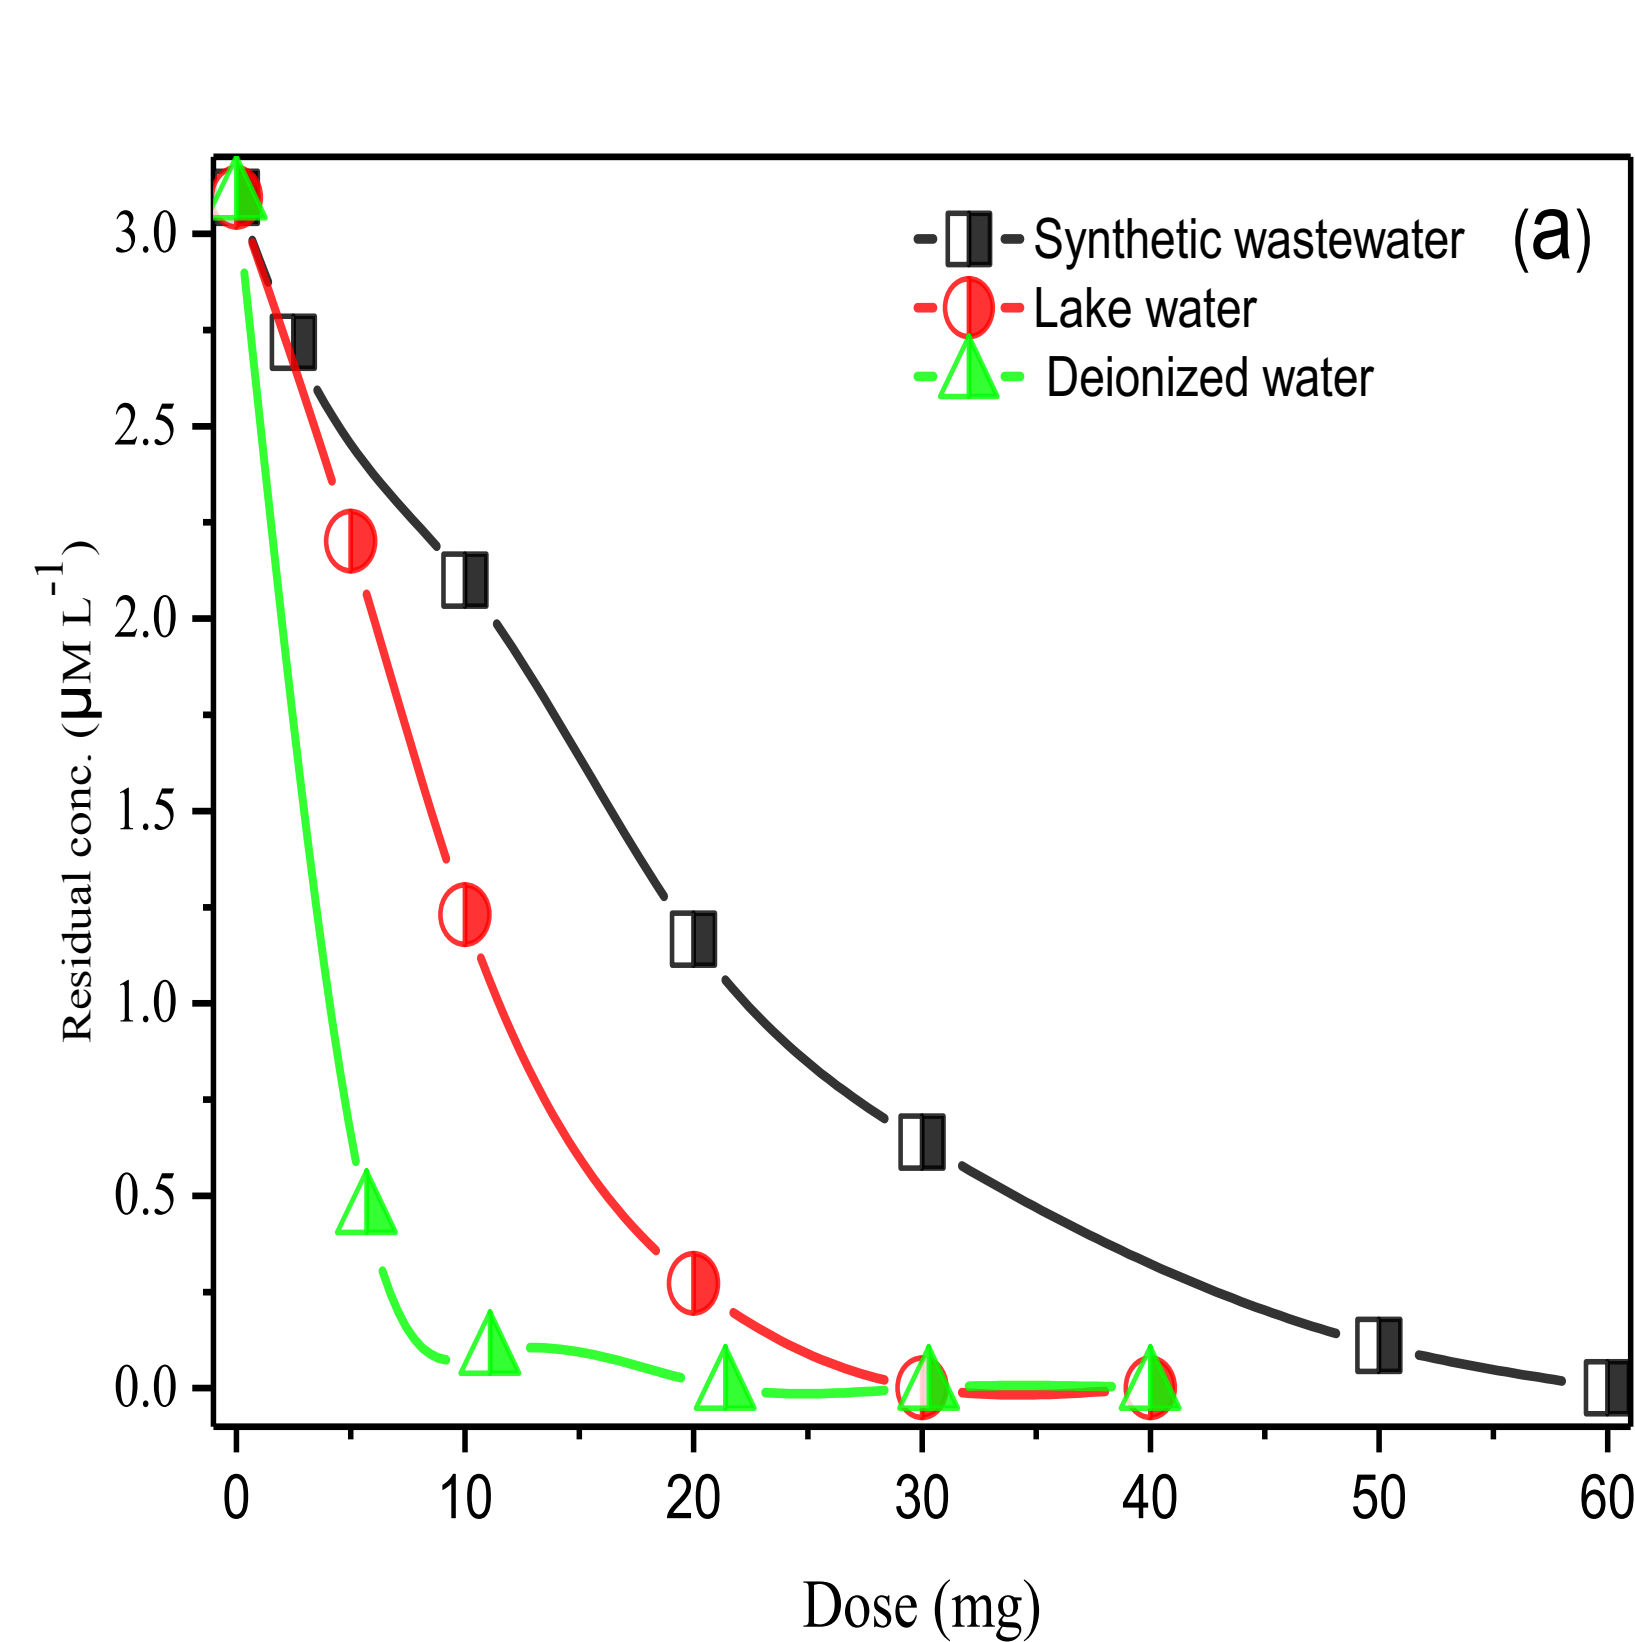 (a)
Synthetic wastewater
Lake water
Deionized water
Residual conc. (μM L⁻¹)
3.0
2.5
2.0
1.5
1.0
0.5
0.0
0 10 20 30 40 50 60
Dose (mg)